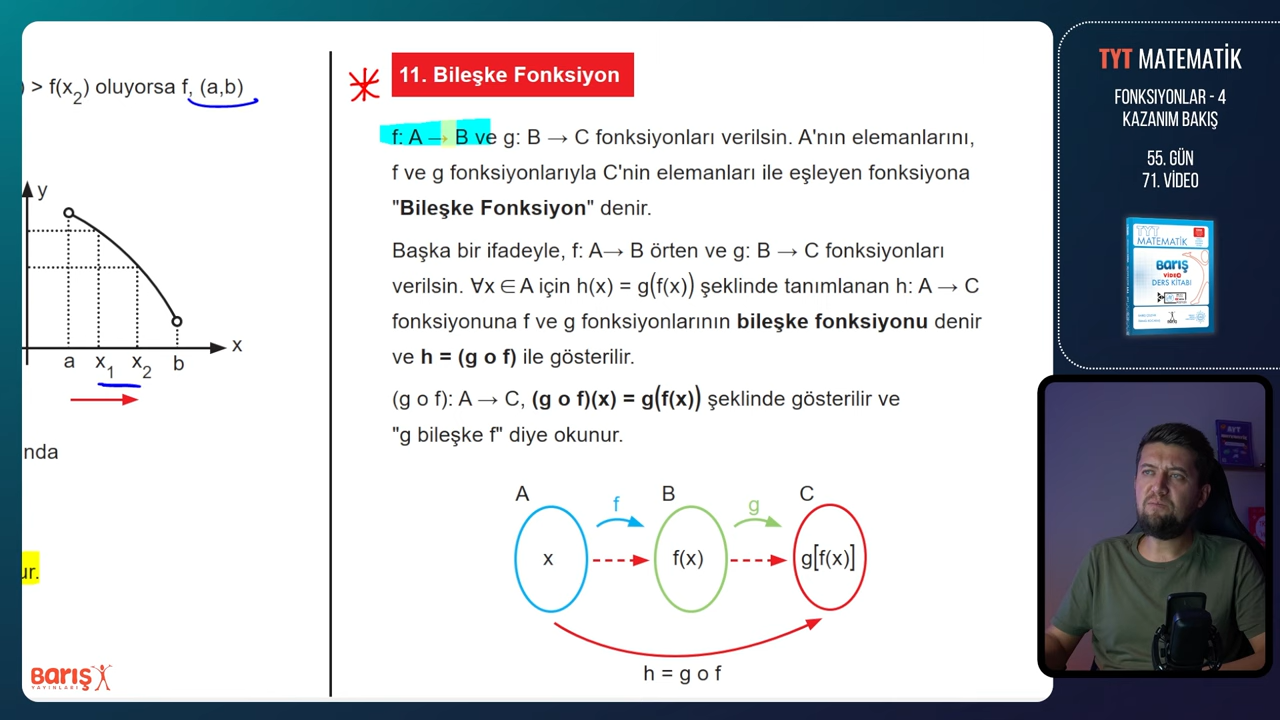 ) > f(x2) oluyorsa f, (a,b)
y
a x1 x2 b x
nda
ur.
BARIŞ
YAYINLARI
11. Bileşke Fonksiyon
f: A → B ve g: B → C fonksiyonları verilsin. A'nın elemanlarını,
f ve g fonksiyonlarıyla C'nin elemanları ile eşleyen fonksiyona
"Bileşke Fonksiyon" denir.
Başka bir ifadeyle, f: A→ B örten ve g: B → C fonksiyonları
verilsin. ∀x ∈ A için h(x) = g(f(x)) şeklinde tanımlanan h: A → C
fonksiyonuna f ve g fonksiyonlarının bileşke fonksiyonu denir
ve h = (g o f) ile gösterilir.
(g o f): A → C, (g o f)(x) = g(f(x)) şeklinde gösterilir ve
"g bileşke f" diye okunur.
A f B g C
x f(x) g[f(x)]
h = g o f
TYT MATEMATİK
FONKSIYONLAR - 4
KAZANIM BAKIŞ
55. GÜN
71. VİDEO
TYT
MATEMATİK
BARIŞ
VİDEO
DERS KİTABI